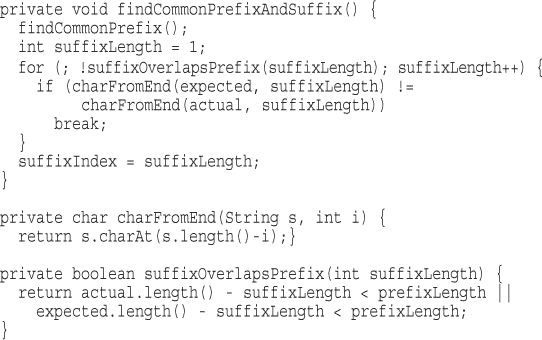 private void findCommonPrefixAndSuffix() {
  findCommonPrefix();
  int suffixLength = 1;
  for (; !suffixOverlapsPrefix(suffixLength); suffixLength++) {
    if (charFromEnd(expected, suffixLength) !=
        charFromEnd(actual, suffixLength))
      break;
  }
  suffixIndex = suffixLength;
}

private char charFromEnd(String s, int i) {
  return s.charAt(s.length()-i);}

private boolean suffixOverlapsPrefix(int suffixLength) {
  return actual.length() - suffixLength < prefixLength ||
    expected.length() - suffixLength < prefixLength;
}